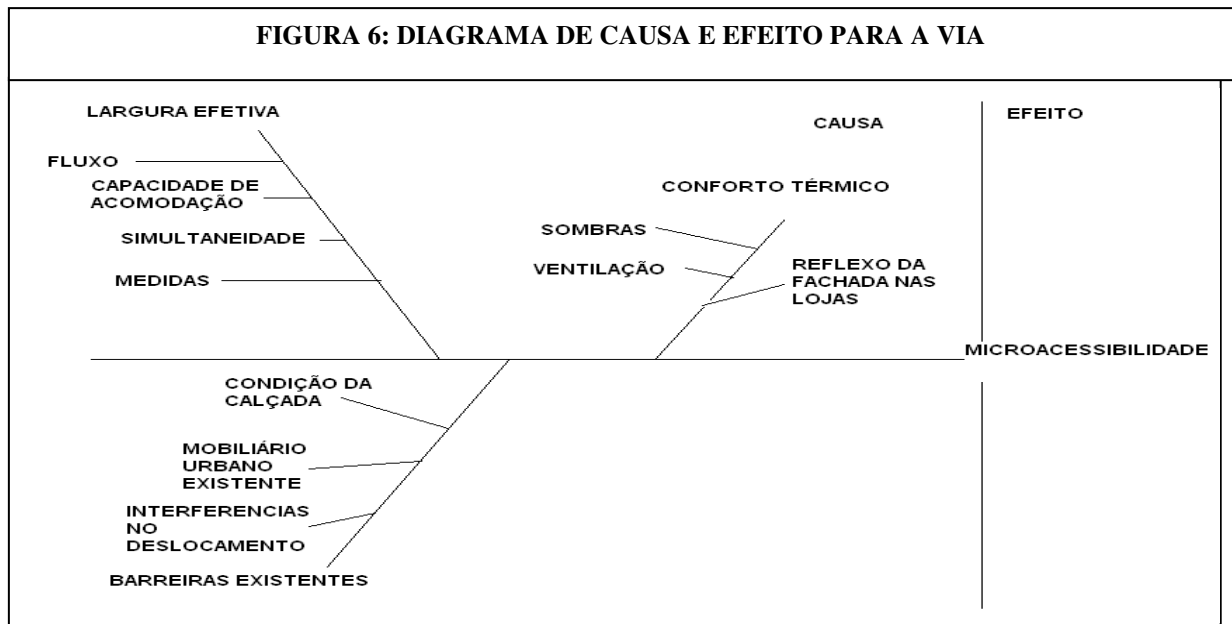 FIGURA 6: DIAGRAMA DE CAUSA E EFEITO PARA A VIA
LARGURA EFETIVA
FLUXO
CAPACIDADE DE
ACOMODAÇÃO
SIMULTANEIDADE
MEDIDAS
CAUSA
EFEITO
CONFORTO TÉRMICO
SOMBRAS
VENTILAÇÃO
REFLEXO DA
FACHADA NAS
LOJAS
MICROACESSIBILIDADE
CONDIÇÃO DA
CALÇADA
MOBILIÁRIO
URBANO
EXISTENTE
INTERFERENCIAS
NO
DESLOCAMENTO
BARREIRAS EXISTENTES